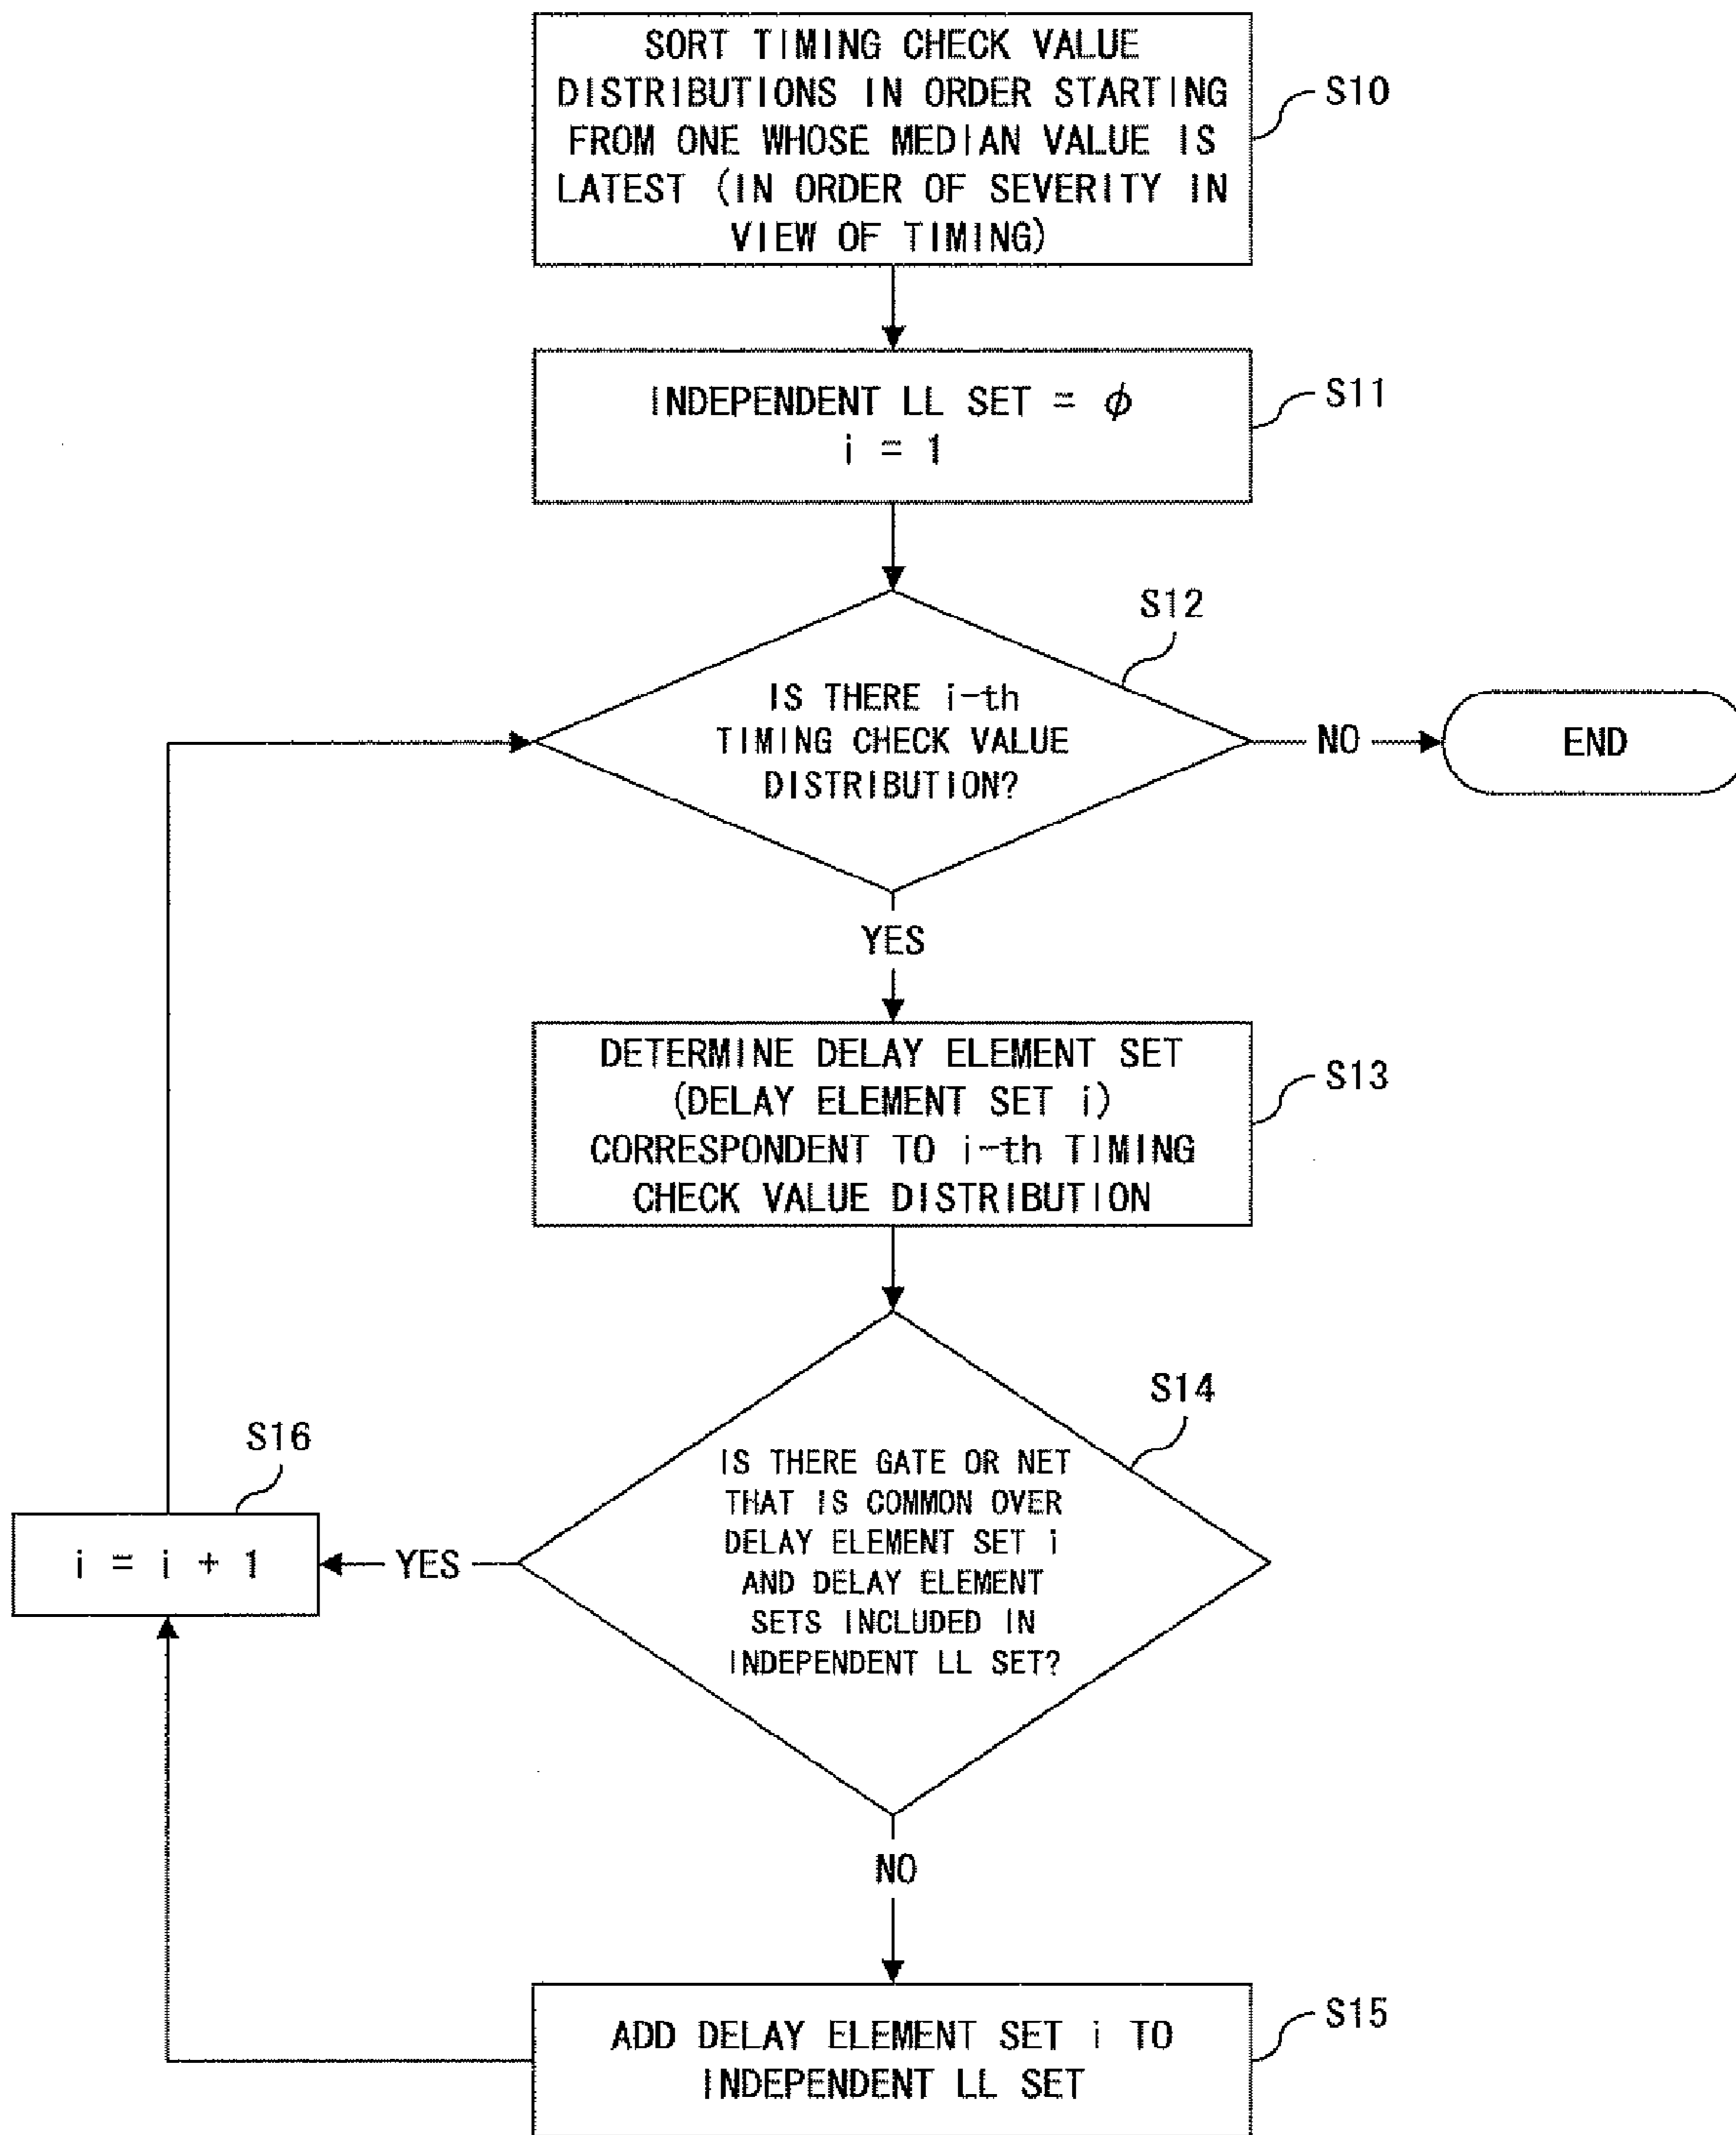 SORT TIMING CHECK VALUE
DISTRIBUTIONS IN ORDER STARTING
FROM ONE WHOSE MEDIAN VALUE IS
LATEST (IN ORDER OF SEVERITY IN
VIEW OF TIMING)
S10
INDEPENDENT LL SET = ϕ
i = 1
S11
S12
IS THERE i-th
TIMING CHECK VALUE
DISTRIBUTION?
NO
END
YES
DETERMINE DELAY ELEMENT SET
(DELAY ELEMENT SET i)
CORRESPONDENT TO i-th TIMING
CHECK VALUE DISTRIBUTION
S13
S14
IS THERE GATE OR NET
THAT IS COMMON OVER
DELAY ELEMENT SET i
AND DELAY ELEMENT
SETS INCLUDED IN
INDEPENDENT LL SET?
YES
S16
i = i + 1
NO
ADD DELAY ELEMENT SET i TO
INDEPENDENT LL SET
S15